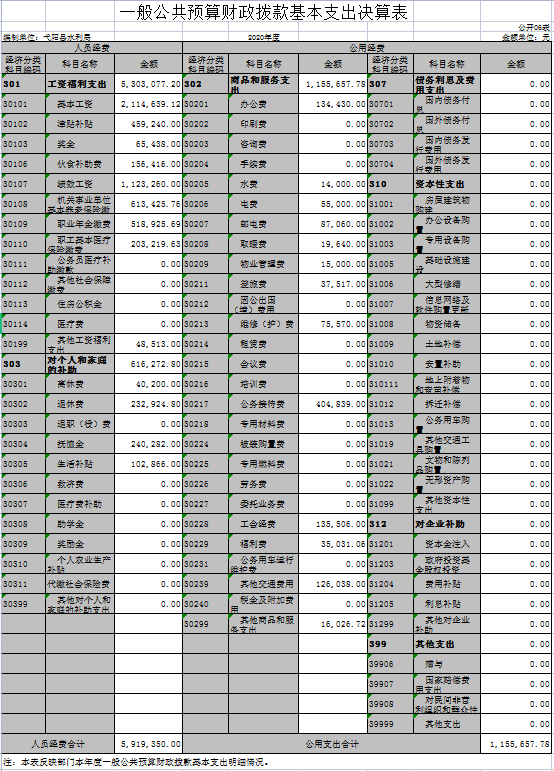 一般公共预算财政拨款基本支出决算表
公开06表
编制单位：弋阳县水利局 2020年度 金额单位：元
人员经费 公用经费
经济分类科目编码 科目名称 金额 经济分类科目编码 科目名称 金额 经济分类科目编码 科目名称 金额
301 工资福利支出 5,303,077.20 302 商品和服务支出 1,155,657.78 307 债务利息及费用支出 0.00
30101 基本工资 2,114,639.12 30201 办公费 134,430.00 30701 国内债务付息 0.00
30102 津贴补贴 459,240.00 30202 印刷费 0.00 30702 国外债务付息 0.00
30103 奖金 65,438.00 30203 咨询费 0.00 30703 国内债务发行费用 0.00
30106 伙食补助费 156,416.00 30204 手续费 0.00 30704 国外债务发行费用 0.00
30107 绩效工资 1,123,260.00 30205 水费 14,000.00 310 资本性支出 0.00
30108 机关事业单位基本养老保险缴 613,425.76 30206 电费 55,000.00 31001 房屋建筑物购建 0.00
30109 职业年金缴费 518,925.69 30207 邮电费 87,060.00 31002 办公设备购置 0.00
30110 职工基本医疗保险缴费 203,219.63 30208 取暖费 19,640.00 31003 专用设备购置 0.00
30111 公务员医疗补助缴款 0.00 30209 物业管理费 15,000.00 31005 基础设施建设 0.00
30112 其他社会保障缴费 0.00 30211 差旅费 37,517.00 31006 大型修缮 0.00
30113 住房公积金 0.00 30212 因公出国（境）费用 0.00 31007 信息网络及软件购置更新 0.00
30114 医疗费 0.00 30213 维修（护）费 75,570.00 31008 物资储备 0.00
30199 其他工资福利支出 48,513.00 30214 租赁费 0.00 31009 土地补偿 0.00
303 对个人和家庭的补助 616,272.80 30215 会议费 0.00 31010 安置补助 0.00
30301 离休费 40,200.00 30216 培训费 0.00 310111 地上附着物和青苗补偿 0.00
30302 退休费 232,924.80 30217 公务接待费 404,839.00 31012 拆迁补偿 0.00
30303 退职（役）费 0.00 30218 专用材料费 0.00 31013 公务用车购置 0.00
30304 抚恤金 240,282.00 30224 被装购置费 0.00 31019 其他交通工具购置 0.00
30305 生活补贴 102,866.00 30225 专用燃料费 0.00 31021 文物和陈列品购置 0.00
30306 救济费 0.00 30226 劳务费 0.00 31022 无形资产购置 0.00
30307 医疗费补助 0.00 30227 委托业务费 0.00 31099 其他资本性支出 0.00
30308 助学金 0.00 30228 工会经费 135,506.00 312 对企业补助 0.00
30309 奖励金 0.00 30229 福利费 35,031.06 31201 资本金注入 0.00
30310 个人农业生产补贴 0.00 30231 公务用车运行维护费 0.00 31203 政府投资基金股权投资 0.00
30311 代缴社会保险费 0.00 30239 其他交通费用 126,038.00 31204 费用补贴 0.00
30399 其他对个人和家庭的补助支出 0.00 30240 税金及附加费用 0.00 31205 利息补贴 0.00
30299 其他商品和服务支出 16,026.72 31299 其他对企业补助 0.00
399 其他支出 0.00
39906 赠与 0.00
39907 国家赔偿费用支出 0.00
39908 对民间非营利组织和群众性 0.00
39999 其他支出 0.00
人员经费合计 5,919,350.00 公用支出合计 1,155,657.78
注：本表反映部门本年度一般公共预算财政拨款基本支出明细情况。